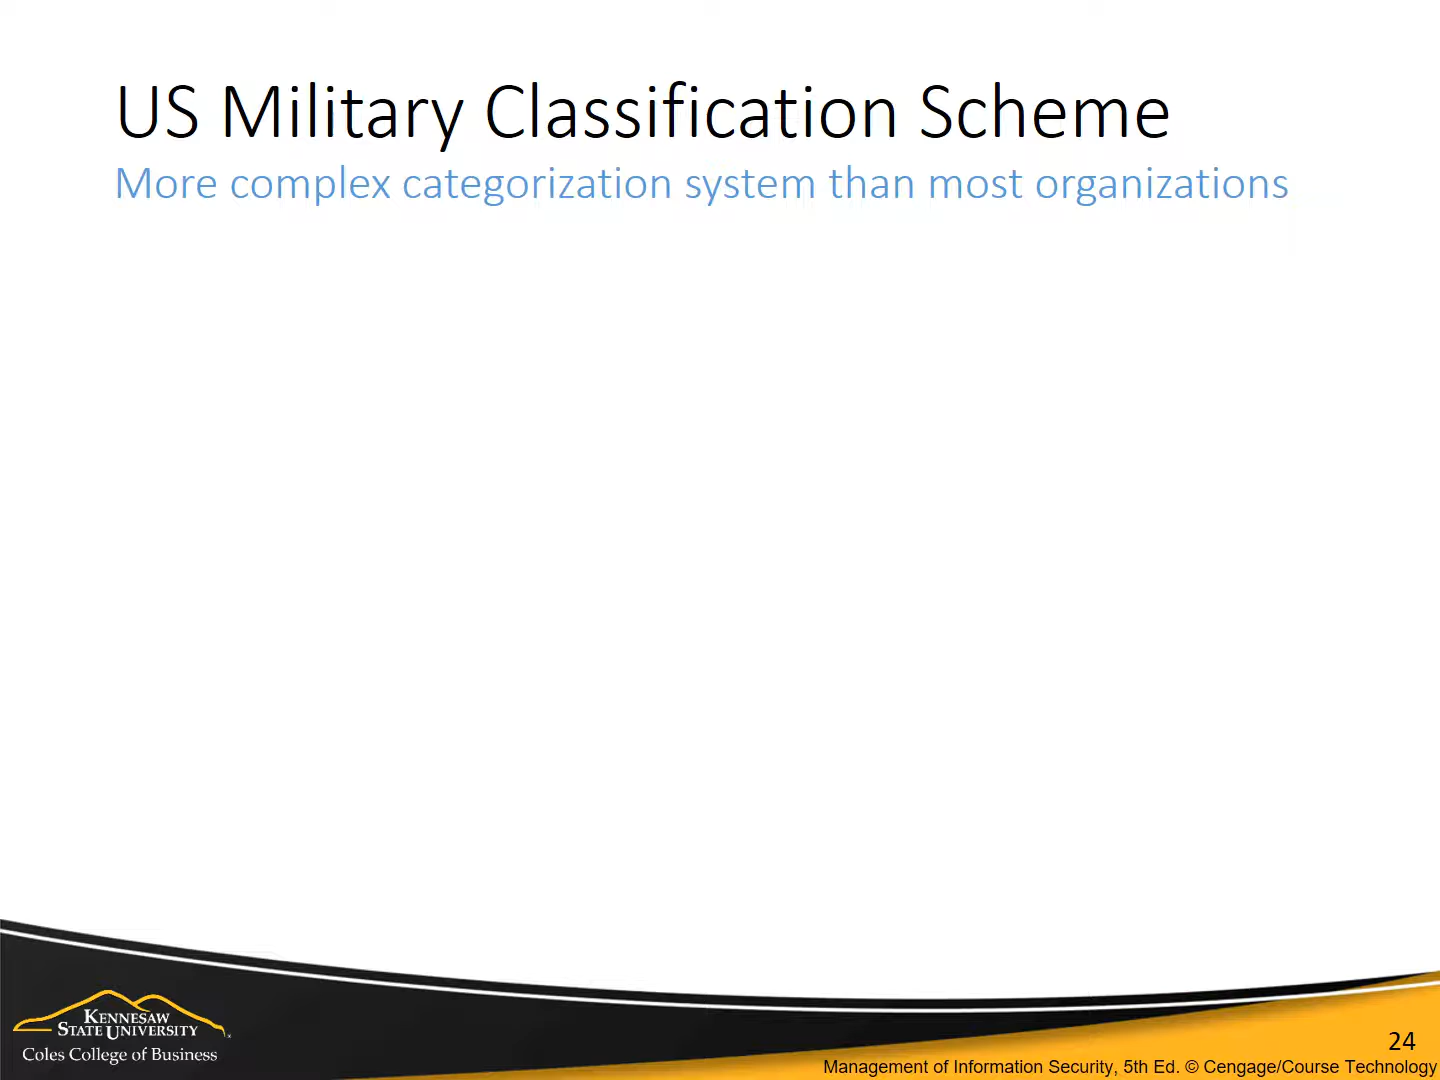 US Military Classification Scheme
More complex categorization system than most organizations
KENNESAW
STATE UNIVERSITY
Coles College of Business
24
Management of Information Security, 5th Ed. © Cengage/Course Technology